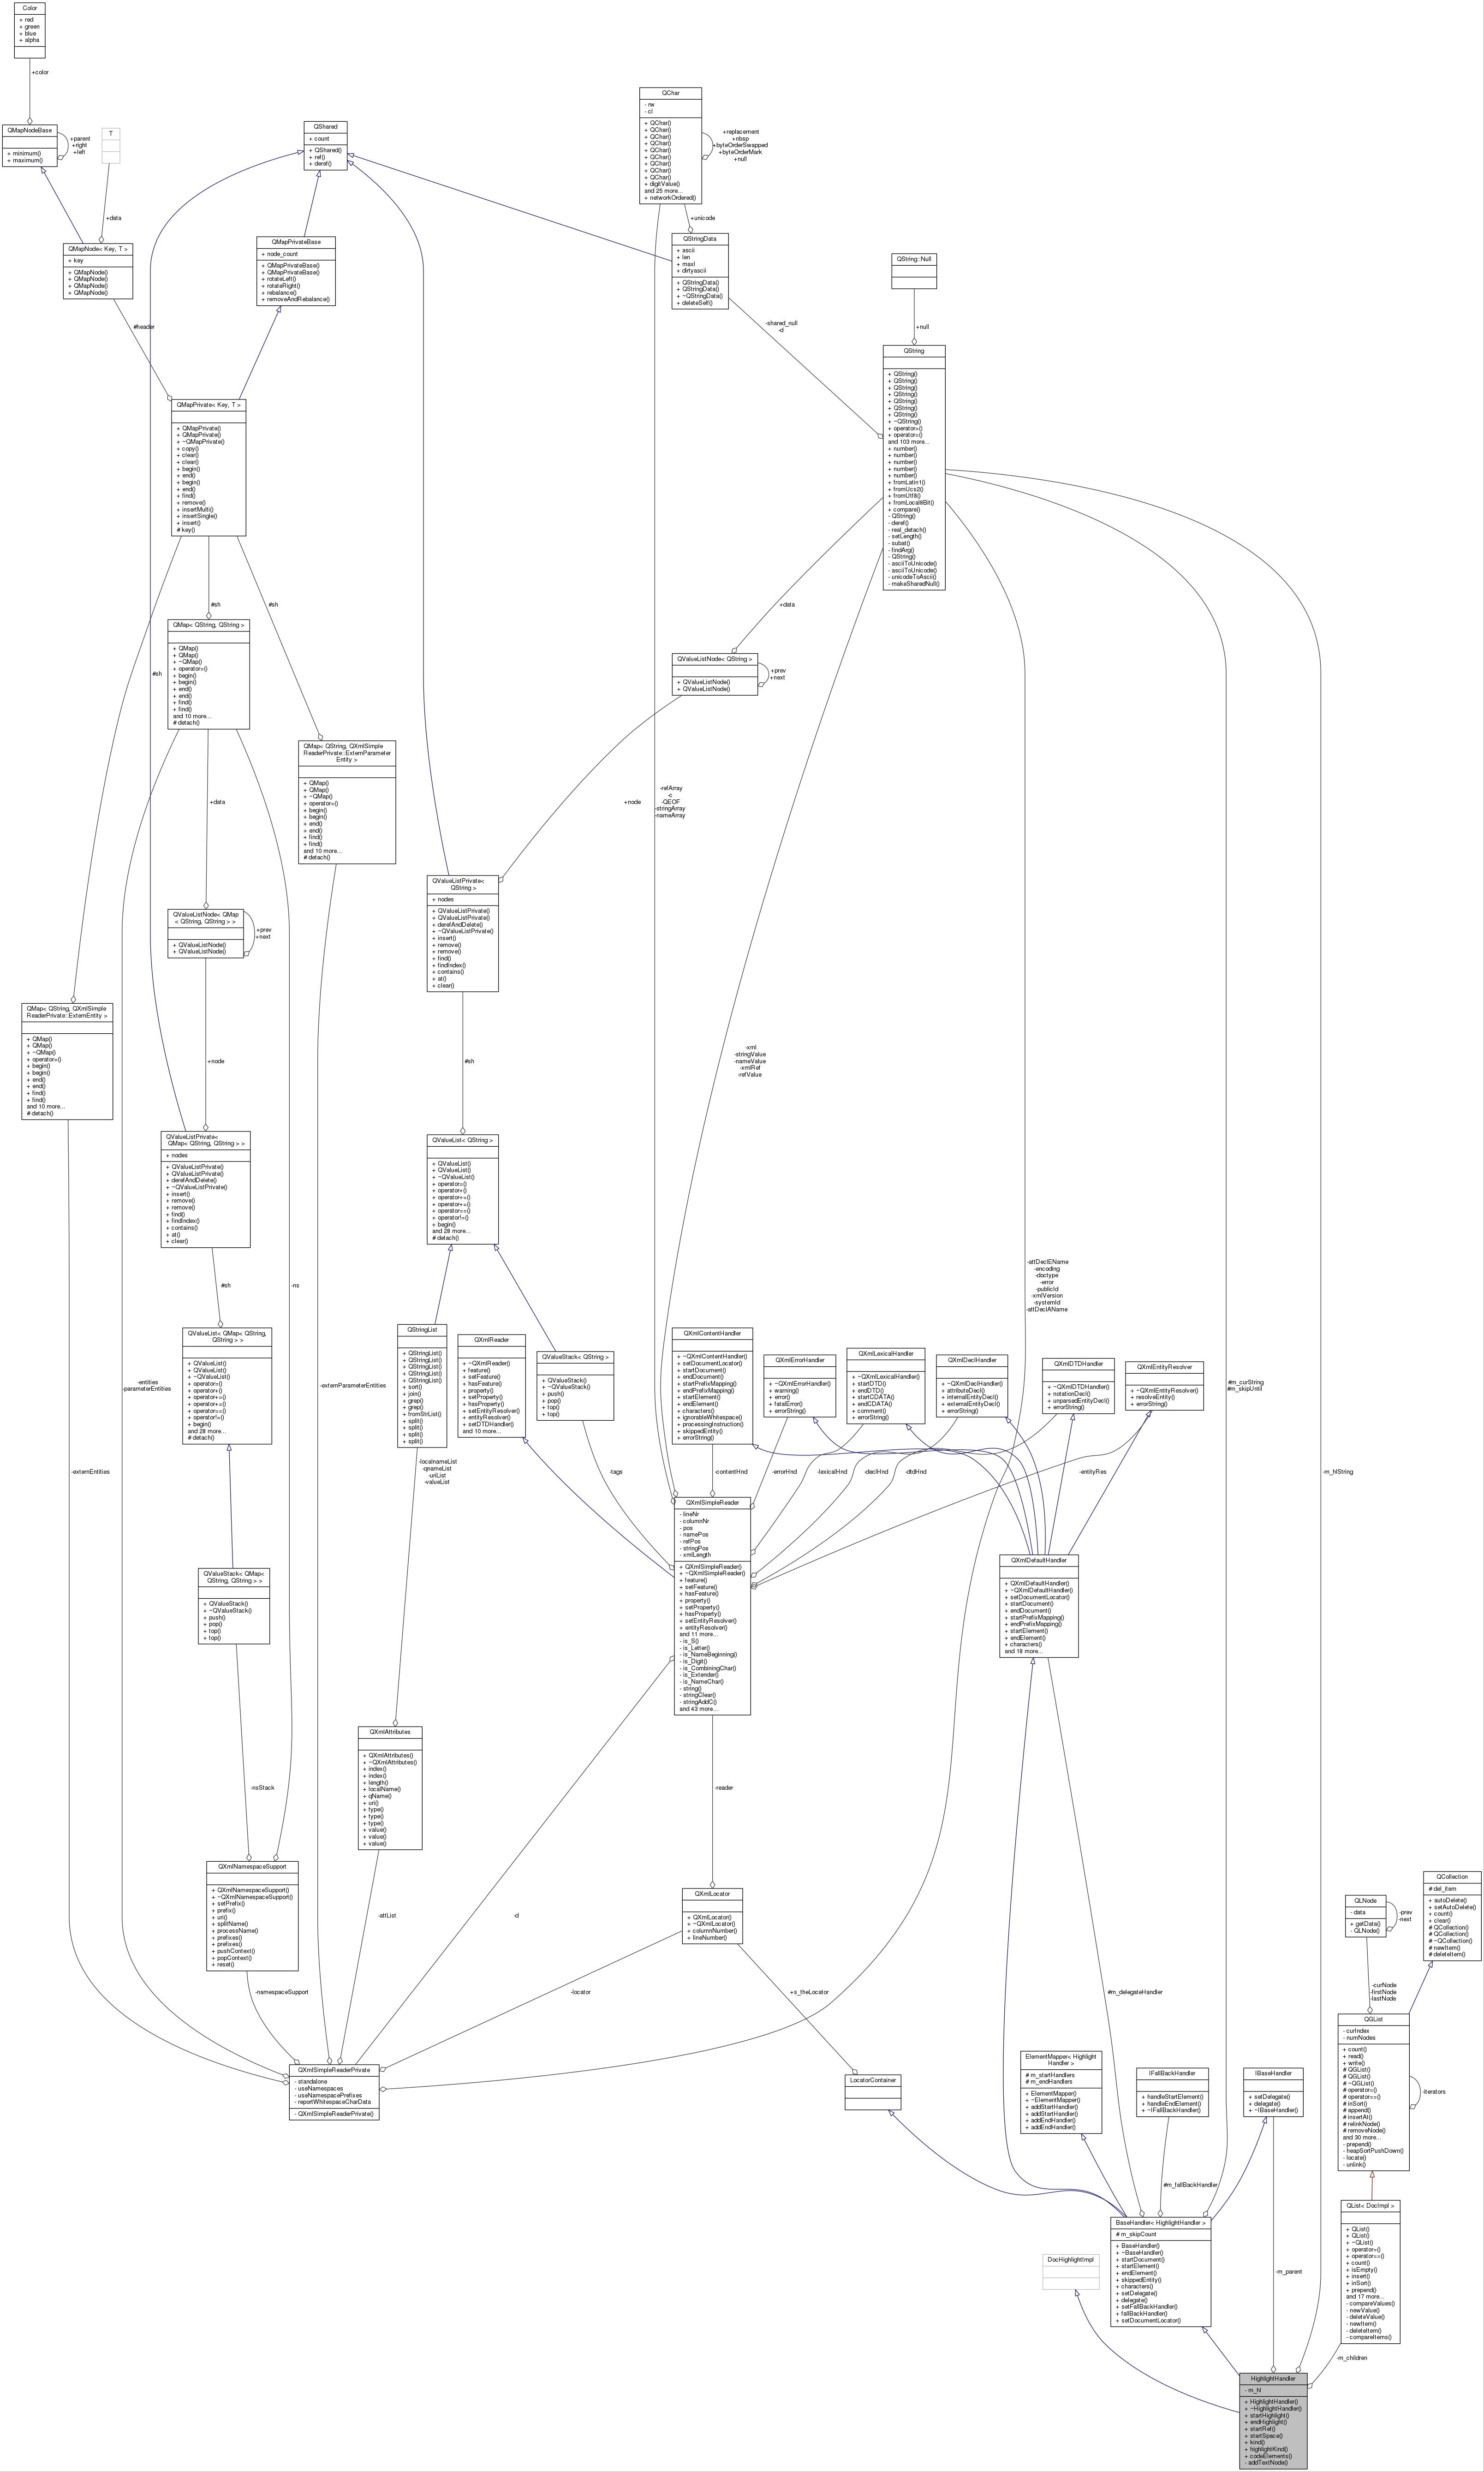 Color
+ red
+ green
+ blue
+ alpha
+color
QMapNodeBase
+ minimum()
+ maximum()
+parent
+right
+left
T
+data
QMapNode< Key, T >
+ key
+ QMapNode()
+ QMapNode()
+ QMapNode()
+ QMapNode()
#header
QShared
+ count
+ QShared()
+ ref()
+ deref()
QMapPrivateBase
+ node_count
+ QMapPrivateBase()
+ QMapPrivateBase()
+ rotateLeft()
+ rotateRight()
+ rebalance()
+ removeAndRebalance()
QChar
- rw
- cl
+ QChar()
+ QChar()
+ QChar()
+ QChar()
+ QChar()
+ QChar()
+ QChar()
+ QChar()
+ QChar()
+ digitValue()
and 25 more...
+ networkOrdered()
+replacement
+nbsp
+byteOrderSwapped
+byteOrderMark
+null
+unicode
QStringData
+ ascii
+ len
+ maxl
+ dirtyascii
+ QStringData()
+ QStringData()
+ ~QStringData()
+ deleteSelf()
-shared_null
-d
QString::Null
+null
QString
+ QString()
+ QString()
+ QString()
+ QString()
+ QString()
+ QString()
+ QString()
+ ~QString()
+ operator=()
+ operator=()
and 103 more...
+ number()
+ number()
+ number()
+ number()
+ number()
+ fromLatin1()
+ fromUcs2()
+ fromUtf8()
+ fromLocal8Bit()
+ compare()
- QString()
- deref()
- real_detach()
- setLength()
- subat()
- findArg()
- QString()
- asciiToUnicode()
- asciiToUnicode()
- unicodeToAscii()
- makeSharedNull()
QMapPrivate< Key, T >
+ QMapPrivate()
+ QMapPrivate()
+ ~QMapPrivate()
+ copy()
+ clear()
+ clear()
+ begin()
+ end()
+ begin()
+ end()
+ find()
+ remove()
+ insertMulti()
+ insertSingle()
+ insert()
# key()
#sh
#sh
#sh
QMap< QString, QString >
+ QMap()
+ QMap()
+ ~QMap()
+ operator=()
+ begin()
+ begin()
+ end()
+ end()
+ find()
+ find()
and 10 more...
# detach()
+data
QMap< QString, QXmlSimple
ReaderPrivate::ExternParameter
Entity >
+ QMap()
+ QMap()
+ ~QMap()
+ operator=()
+ begin()
+ begin()
+ end()
+ end()
+ find()
+ find()
and 10 more...
# detach()
+data
QValueListNode< QString >
+ QValueListNode()
+ QValueListNode()
+prev
+next
+node
-refArray
-c
-QEOF
-stringArray
-nameArray
QValueListPrivate<
QString >
+ nodes
+ QValueListPrivate()
+ QValueListPrivate()
+ derefAndDelete()
+ ~QValueListPrivate()
+ insert()
+ remove()
+ remove()
+ find()
+ findIndex()
+ contains()
+ at()
+ clear()
#sh
QValueListNode< QMap
< QString, QString > >
+ QValueListNode()
+ QValueListNode()
+prev
+next
+node
QMap< QString, QXmlSimple
ReaderPrivate::ExternEntity >
+ QMap()
+ QMap()
+ ~QMap()
+ operator=()
+ begin()
+ begin()
+ end()
+ end()
+ find()
+ find()
and 10 more...
# detach()
QValueListPrivate<
QMap< QString, QString > >
+ nodes
+ QValueListPrivate()
+ QValueListPrivate()
+ derefAndDelete()
+ ~QValueListPrivate()
+ insert()
+ remove()
+ remove()
+ find()
+ findIndex()
+ contains()
+ at()
+ clear()
#sh
-ns
-xml
-stringValue
-nameValue
-xmlRef
-refValue
QValueList< QString >
+ QValueList()
+ QValueList()
+ ~QValueList()
+ operator=()
+ operator+()
+ operator+=()
+ operator+=()
+ operator==()
+ operator!=()
+ begin()
and 28 more...
# detach()
-attDeclEName
-encoding
-doctype
-error
-publicId
-xmlVersion
-systemId
-attDeclAName
QValueList< QMap< QString,
QString > >
+ QValueList()
+ QValueList()
+ ~QValueList()
+ operator=()
+ operator+()
+ operator+=()
+ operator+=()
+ operator==()
+ operator!=()
+ begin()
and 28 more...
# detach()
-entities
-parameterEntities
-externParameterEntities
-externEntities
QStringList
+ QStringList()
+ QStringList()
+ QStringList()
+ QStringList()
+ QStringList()
+ sort()
+ join()
+ grep()
+ grep()
+ fromStrList()
+ split()
+ split()
+ split()
+ split()
-localnameList
-qnameList
-uriList
-valueList
QXmlReader
+ ~QXmlReader()
+ feature()
+ setFeature()
+ hasFeature()
+ property()
+ setProperty()
+ hasProperty()
+ setEntityResolver()
+ entityResolver()
+ setDTDHandler()
and 10 more...
QValueStack< QString >
+ QValueStack()
+ ~QValueStack()
+ push()
+ pop()
+ top()
+ top()
-tags
QXmlContentHandler
+ ~QXmlContentHandler()
+ setDocumentLocator()
+ startDocument()
+ endDocument()
+ startPrefixMapping()
+ endPrefixMapping()
+ startElement()
+ endElement()
+ characters()
+ ignorableWhitespace()
+ processingInstruction()
+ skippedEntity()
+ errorString()
-contentHnd
QXmlErrorHandler
+ ~QXmlErrorHandler()
+ warning()
+ error()
+ fatalError()
+ errorString()
-errorHnd
QXmlLexicalHandler
+ ~QXmlLexicalHandler()
+ startDTD()
+ endDTD()
+ startCDATA()
+ endCDATA()
+ comment()
+ errorString()
-lexicalHnd
QXmlDeclHandler
+ ~QXmlDeclHandler()
+ attributeDecl()
+ internalEntityDecl()
+ externalEntityDecl()
+ errorString()
-declHnd
QXmlDTDHandler
+ ~QXmlDTDHandler()
+ notationDecl()
+ unparsedEntityDecl()
+ errorString()
-dtdHnd
QXmlEntityResolver
+ ~QXmlEntityResolver()
+ resolveEntity()
+ errorString()
-entityRes
#m_curString
#m_skipUntil
-m_hlString
QXmlSimpleReader
- lineNr
- columnNr
- pos
- namePos
- refPos
- stringPos
- xmlLength
+ QXmlSimpleReader()
+ ~QXmlSimpleReader()
+ feature()
+ setFeature()
+ hasFeature()
+ property()
+ setProperty()
+ hasProperty()
+ setEntityResolver()
+ entityResolver()
and 11 more...
- is_S()
- is_Letter()
- is_NameBeginning()
- is_Digit()
- is_CombiningChar()
- is_Extender()
- is_NameChar()
- string()
- stringClear()
- stringAddC()
and 43 more...
QXmlDefaultHandler
+ QXmlDefaultHandler()
+ ~QXmlDefaultHandler()
+ setDocumentLocator()
+ startDocument()
+ endDocument()
+ startPrefixMapping()
+ endPrefixMapping()
+ startElement()
+ endElement()
+ characters()
and 18 more...
QValueStack< QMap<
QString, QString > >
+ QValueStack()
+ ~QValueStack()
+ push()
+ pop()
+ top()
+ top()
-nsStack
QXmlAttributes
+ QXmlAttributes()
+ ~QXmlAttributes()
+ index()
+ index()
+ length()
+ localName()
+ qName()
+ uri()
+ type()
+ type()
+ type()
+ value()
+ value()
+ value()
-attList
-d
-reader
QXmlNamespaceSupport
+ QXmlNamespaceSupport()
+ ~QXmlNamespaceSupport()
+ setPrefix()
+ prefix()
+ uri()
+ splitName()
+ processName()
+ prefixes()
+ prefixes()
+ pushContext()
+ popContext()
+ reset()
-namespaceSupport
QXmlLocator
+ QXmlLocator()
+ ~QXmlLocator()
+ columnNumber()
+ lineNumber()
-locator
+s_theLocator
#m_delegateHandler
QLNode
- data
+ getData()
- QLNode()
-prev
-next
-curNode
-firstNode
-lastNode
QCollection
# del_item
+ autoDelete()
+ setAutoDelete()
+ count()
+ clear()
# QCollection()
# QCollection()
# ~QCollection()
# newItem()
# deleteItem()
QGList
- curIndex
- numNodes
+ count()
+ read()
+ write()
# QGList()
# QGList()
# ~QGList()
# operator=()
# operator==()
# inSort()
# append()
# insertAt()
# relinkNode()
# removeNode()
and 30 more...
- prepend()
- heapSortPushDown()
- locate()
- unlink()
-iterators
QXmlSimpleReaderPrivate
- standalone
- useNamespaces
- useNamespacePrefixes
- reportWhitespaceCharData
- QXmlSimpleReaderPrivate()
LocatorContainer
ElementMapper< Highlight
Handler >
# m_startHandlers
# m_endHandlers
+ ElementMapper()
+ ~ElementMapper()
+ addStartHandler()
+ addStartHandler()
+ addEndHandler()
+ addEndHandler()
IFallBackHandler
+ handleStartElement()
+ handleEndElement()
+ ~IFallBackHandler()
#m_fallBackHandler
IBaseHandler
+ setDelegate()
+ delegate()
+ ~IBaseHandler()
-m_parent
QList< DocImpl >
+ QList()
+ QList()
+ ~QList()
+ operator=()
+ operator==()
+ count()
+ isEmpty()
+ insert()
+ inSort()
+ prepend()
and 17 more...
- compareValues()
- newValue()
- deleteValue()
- newItem()
- deleteItem()
- compareItems()
-m_children
BaseHandler< HighlightHandler >
# m_skipCount
+ BaseHandler()
+ ~BaseHandler()
+ startDocument()
+ startElement()
+ endElement()
+ skippedEntity()
+ characters()
+ setDelegate()
+ delegate()
+ setFallBackHandler()
+ fallBackHandler()
+ setDocumentLocator()
DocHighlightImpl
HighlightHandler
- m_hl
+ HighlightHandler()
+ ~HighlightHandler()
+ startHighlight()
+ endHighlight()
+ startRef()
+ startSpace()
+ kind()
+ highlightKind()
+ codeElements()
- addTextNode()